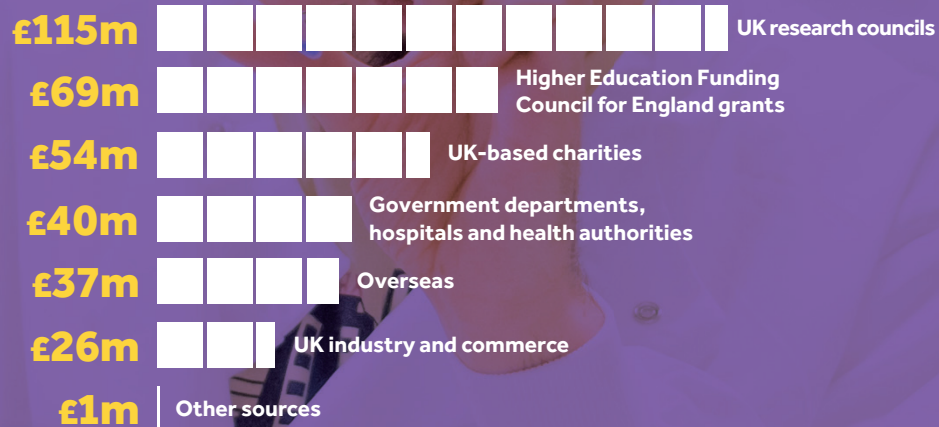 £115m UK research councils
£69m Higher Education Funding
Council for England grants
£54m UK-based charities
£40m Government departments,
hospitals and health authorities
£37m Overseas
£26m UK industry and commerce
£1m Other sources